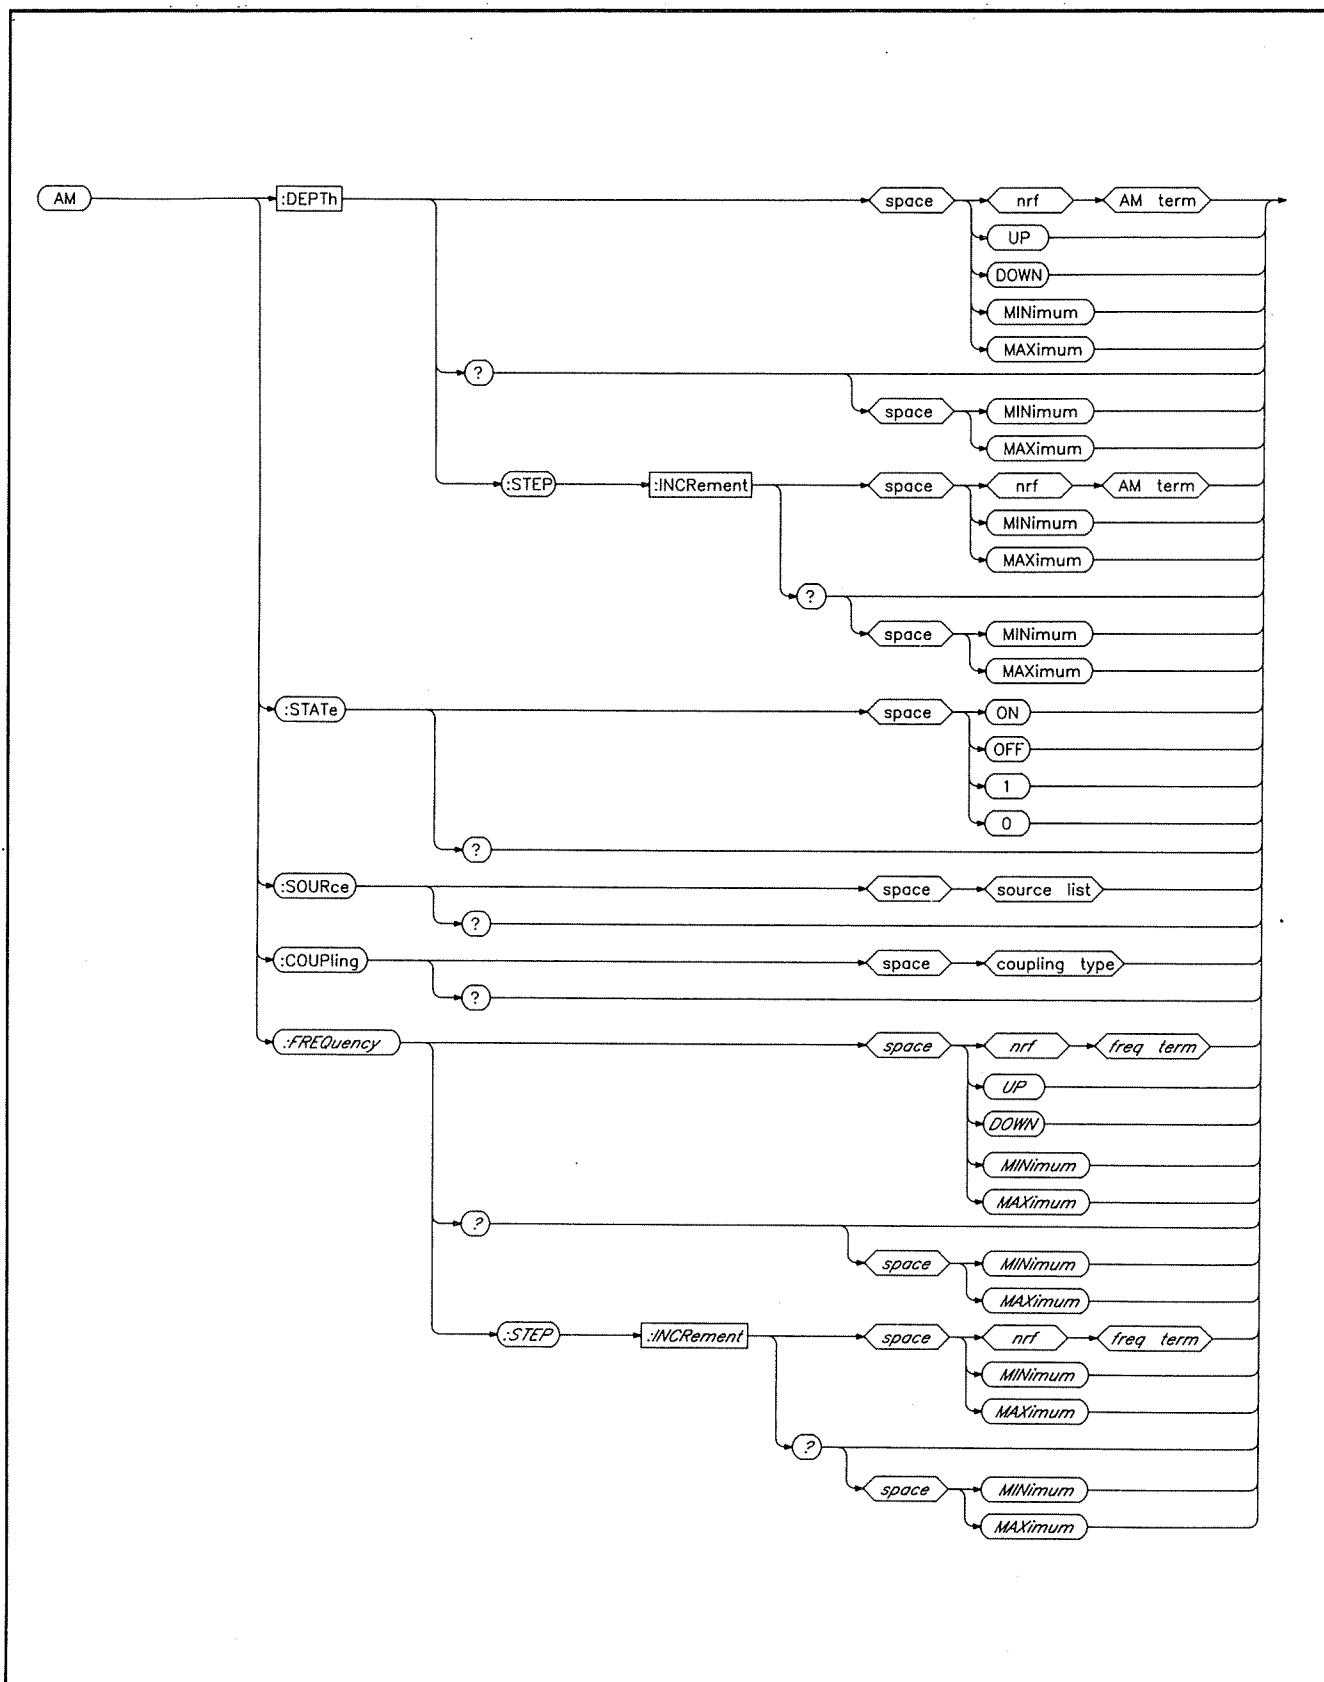 AM :DEPTh space nrf AM term
UP
DOWN
MINimum
MAXimum
?
space MINimum
MAXimum
:STEP :INCRement space nrf AM term
MINimum
MAXimum
?
space MINimum
MAXimum
:STATe space ON
OFF
1
0
?
:SOURce space source list
?
:COUPling space coupling type
?
:FREQuency space nrf freq term
UP
DOWN
MINimum
MAXimum
?
space MINimum
MAXimum
:STEP :INCRement space nrf freq term
MINimum
MAXimum
?
space MINimum
MAXimum